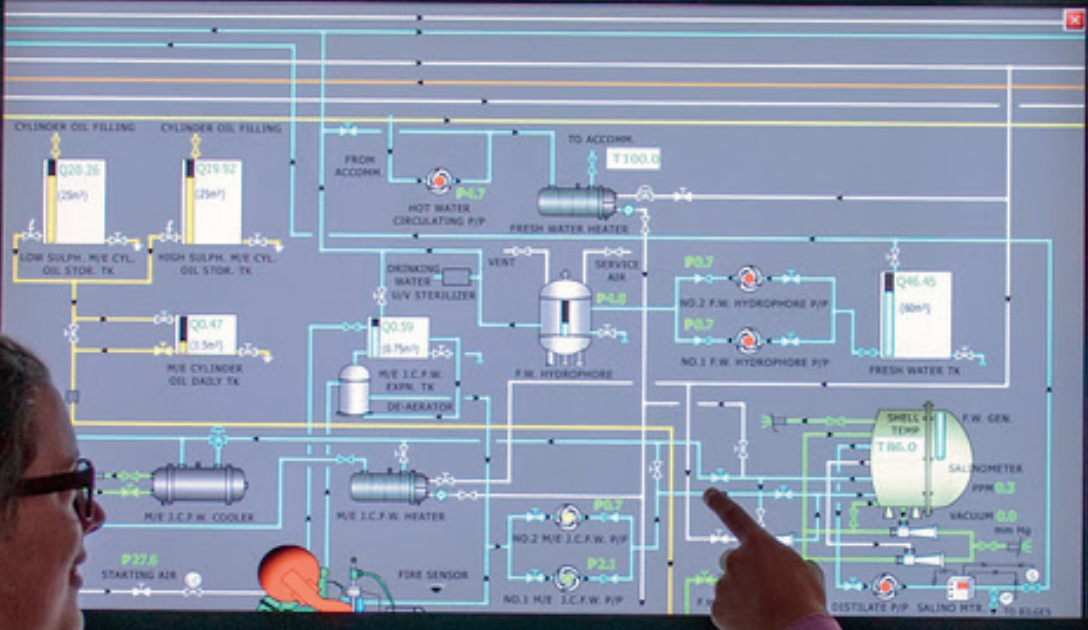 CYLINDER OIL FILLING
CYLINDER OIL FILLING
Q20.26
(25m³)
Q19.92
(25m³)
LOW SULPH. M/E CYL.
OIL STOR. TK
HIGH SULPH. M/E CYL.
OIL STOR. TK
FROM
ACCOMM.
P4.7
HOT WATER
CIRCULATING P/P
TO ACCOMM.
T100.0
FRESH WATER HEATER
DRINKING
WATER
U/V STERILIZER
VENT
SERVICE
AIR
P4.8
F.W. HYDROPHORE
P0.7
NO.2 F.W. HYDROPHORE P/P
P0.7
NO.1 F.W. HYDROPHORE P/P
Q46.45
(60m³)
FRESH WATER TK
Q0.47
(1.5m³)
M/E CYLINDER
OIL DAILY TK
Q0.59
(0.75m³)
M/E J.C.F.W.
EXPN. TK
DE-AERATOR
SHELL
TEMP
T86.0
F.W. GEN.
SALINOMETER
PPM 0.3
VACUUM 0.0
mm Hg
M/E J.C.F.W. COOLER
M/E J.C.F.W. HEATER
P0.7
NO.2 M/E J.C.F.W. P/P
P2.1
NO.1 M/E J.C.F.W. P/P
P27.6
STARTING AIR
FIRE SENSOR
DISTILATE P/P
SALINO MTR.
TO BILGES